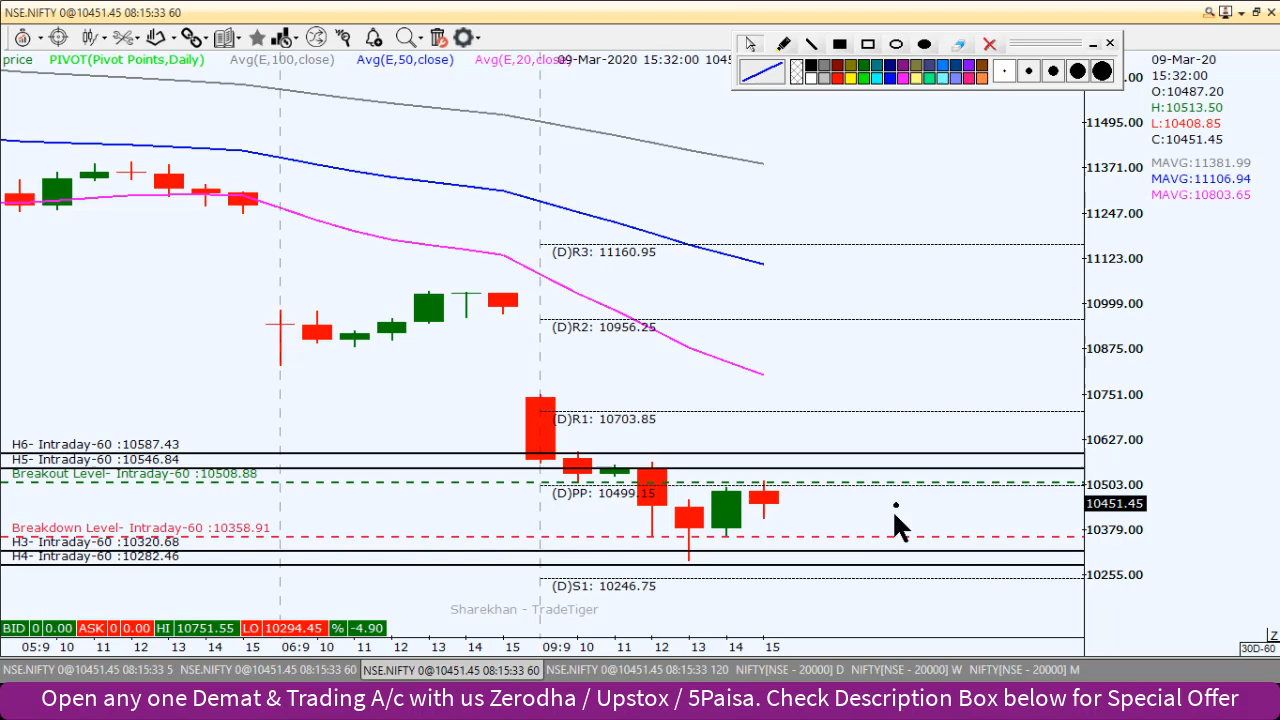 NSE.NIFTY 0@10451.45 08:15:33 60
price PIVOT(Pivot Points,Daily) Avg(E,100,close) Avg(E,50,close) Avg(E,20,close) 09-Mar-2020 15:32:00
09-Mar-20
15:32:00
O:10487.20
H:10513.50
L:10408.85
C:10451.45
MAVG:11381.99
MAVG:11106.94
MAVG:10803.65
11495.00
11371.00
11247.00
11123.00
10999.00
10875.00
10751.00
10627.00
10503.00
10451.45
10379.00
10255.00
(D)R3: 11160.95
(D)R2: 10956.25
(D)R1: 10703.85
H6- Intraday-60 :10587.43
H5- Intraday-60 :10546.84
Breakout Level- Intraday-60 :10508.88
(D)PP: 10499.15
Breakdown Level- Intraday-60 :10358.91
H3- Intraday-60 :10320.68
H4- Intraday-60 :10282.46
(D)S1: 10246.75
Sharekhan - TradeTiger
BID 0 0.00 ASK 0 0.00 HI 10751.55 LO 10294.45 % -4.90
05:9 10 11 12 13 14 15 06:9 10 11 12 13 14 15 09:9 10 11 12 13 14 15
Z
30D-60
NSE.NIFTY 0@10451.45 08:15:33 5 NSE.NIFTY 0@10451.45 08:15:33 60 NSE.NIFTY 0@10451.45 08:15:33 60 NSE.NIFTY 0@10451.45 08:15:33 120 NIFTY[NSE - 20000] D NIFTY[NSE - 20000] W NIFTY[NSE - 20000] M
Open any one Demat & Trading A/c with us Zerodha / Upstox / 5Paisa. Check Description Box below for Special Offer